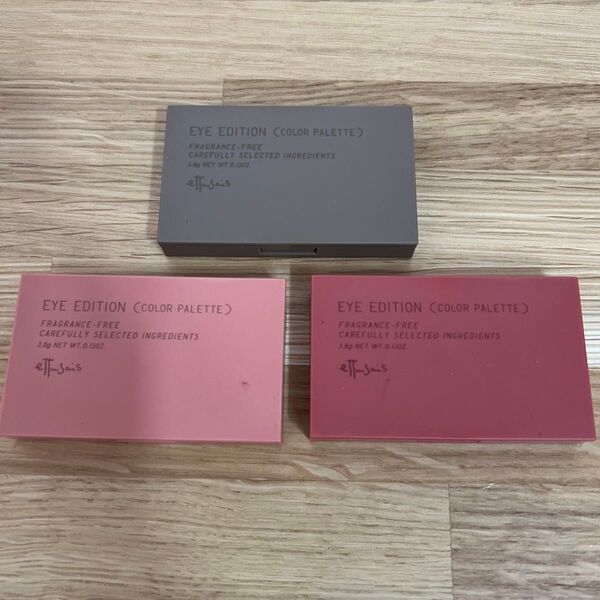 EYE EDITION (COLOR PALETTE)
FRAGRANCE-FREE
CAREFULLY SELECTED INGREDIENTS
3.8g NET WT. 0.13OZ.
ettusais
EYE EDITION (COLOR PALETTE)
FRAGRANCE-FREE
CAREFULLY SELECTED INGREDIENTS
3.8g NET WT. 0.13OZ.
ettusais
EYE EDITION (COLOR PALETTE)
FRAGRANCE-FREE
CAREFULLY SELECTED INGREDIENTS
3.8g NET WT. 0.13OZ.
ettusais